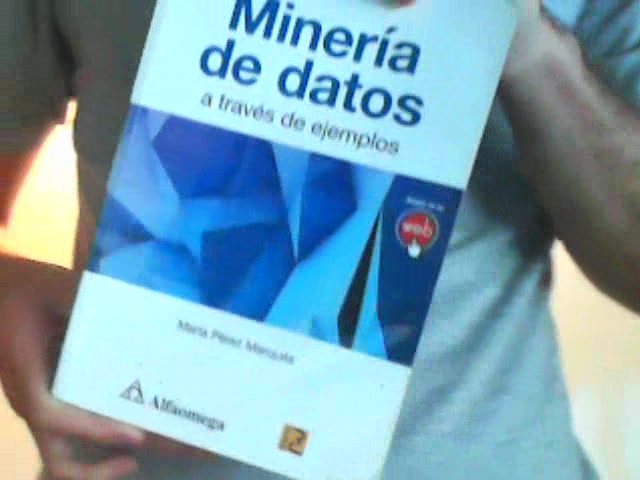 Minería
de datos
a través de ejemplos
web
María Pérez Marqués
Alfaomega